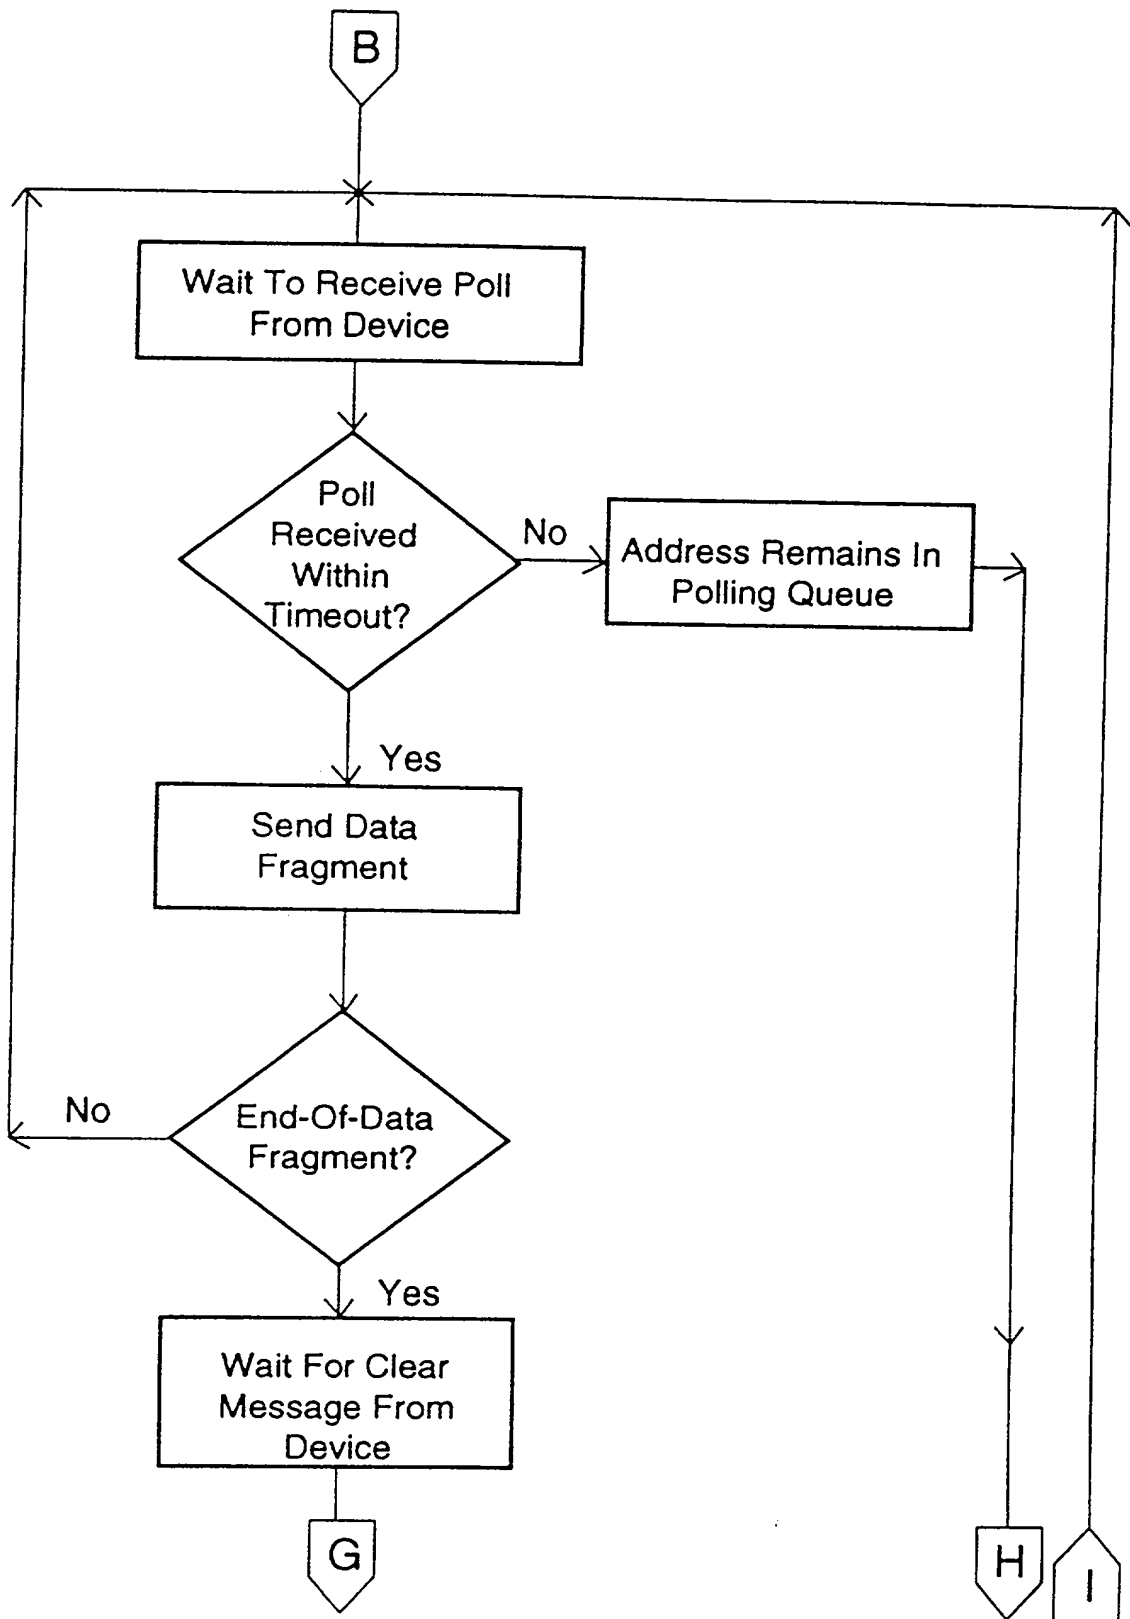 B
Wait To Receive Poll
From Device
Poll
Received
Within
Timeout?
No
Address Remains In
Polling Queue
Yes
Send Data
Fragment
No
End-Of-Data
Fragment?
Yes
Wait For Clear
Message From
Device
G
H
I